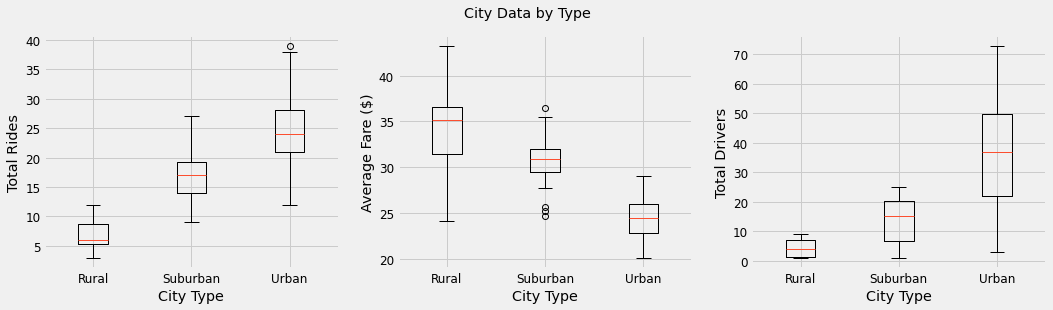 City Data by Type
Total Rides
40
35
30
25
20
15
10
5
Rural Suburban Urban
City Type
Average Fare ($)
40
35
30
25
20
Rural Suburban Urban
City Type
Total Drivers
70
60
50
40
30
20
10
0
Rural Suburban Urban
City Type